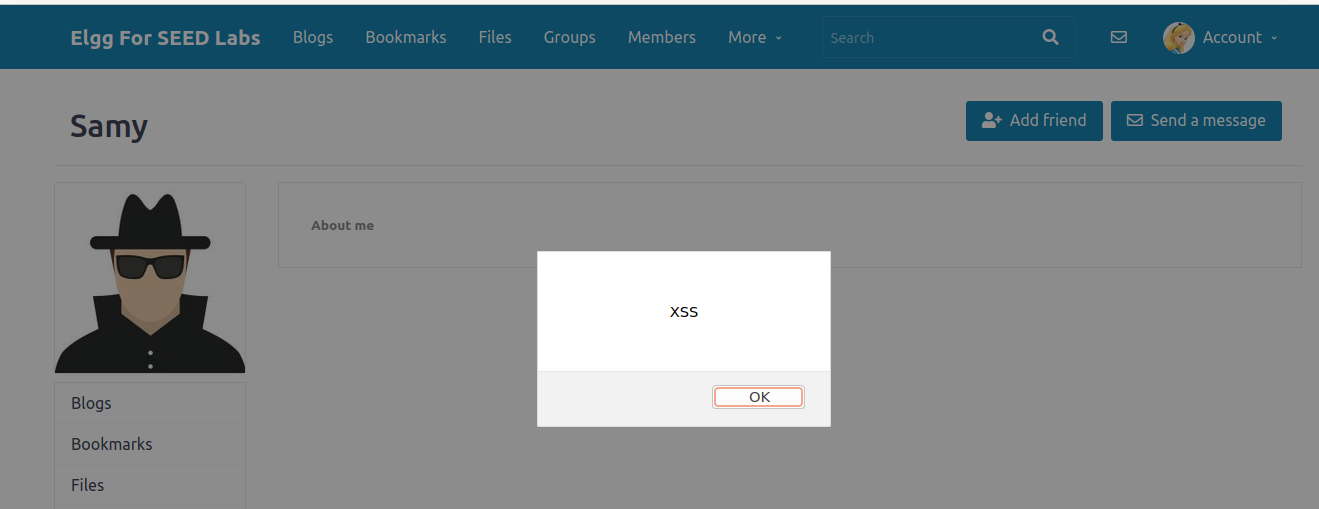 Elgg For SEED Labs Blogs Bookmarks Files Groups Members More Search Account
Samy Add friend Send a message
About me
XSS
OK
Blogs
Bookmarks
Files